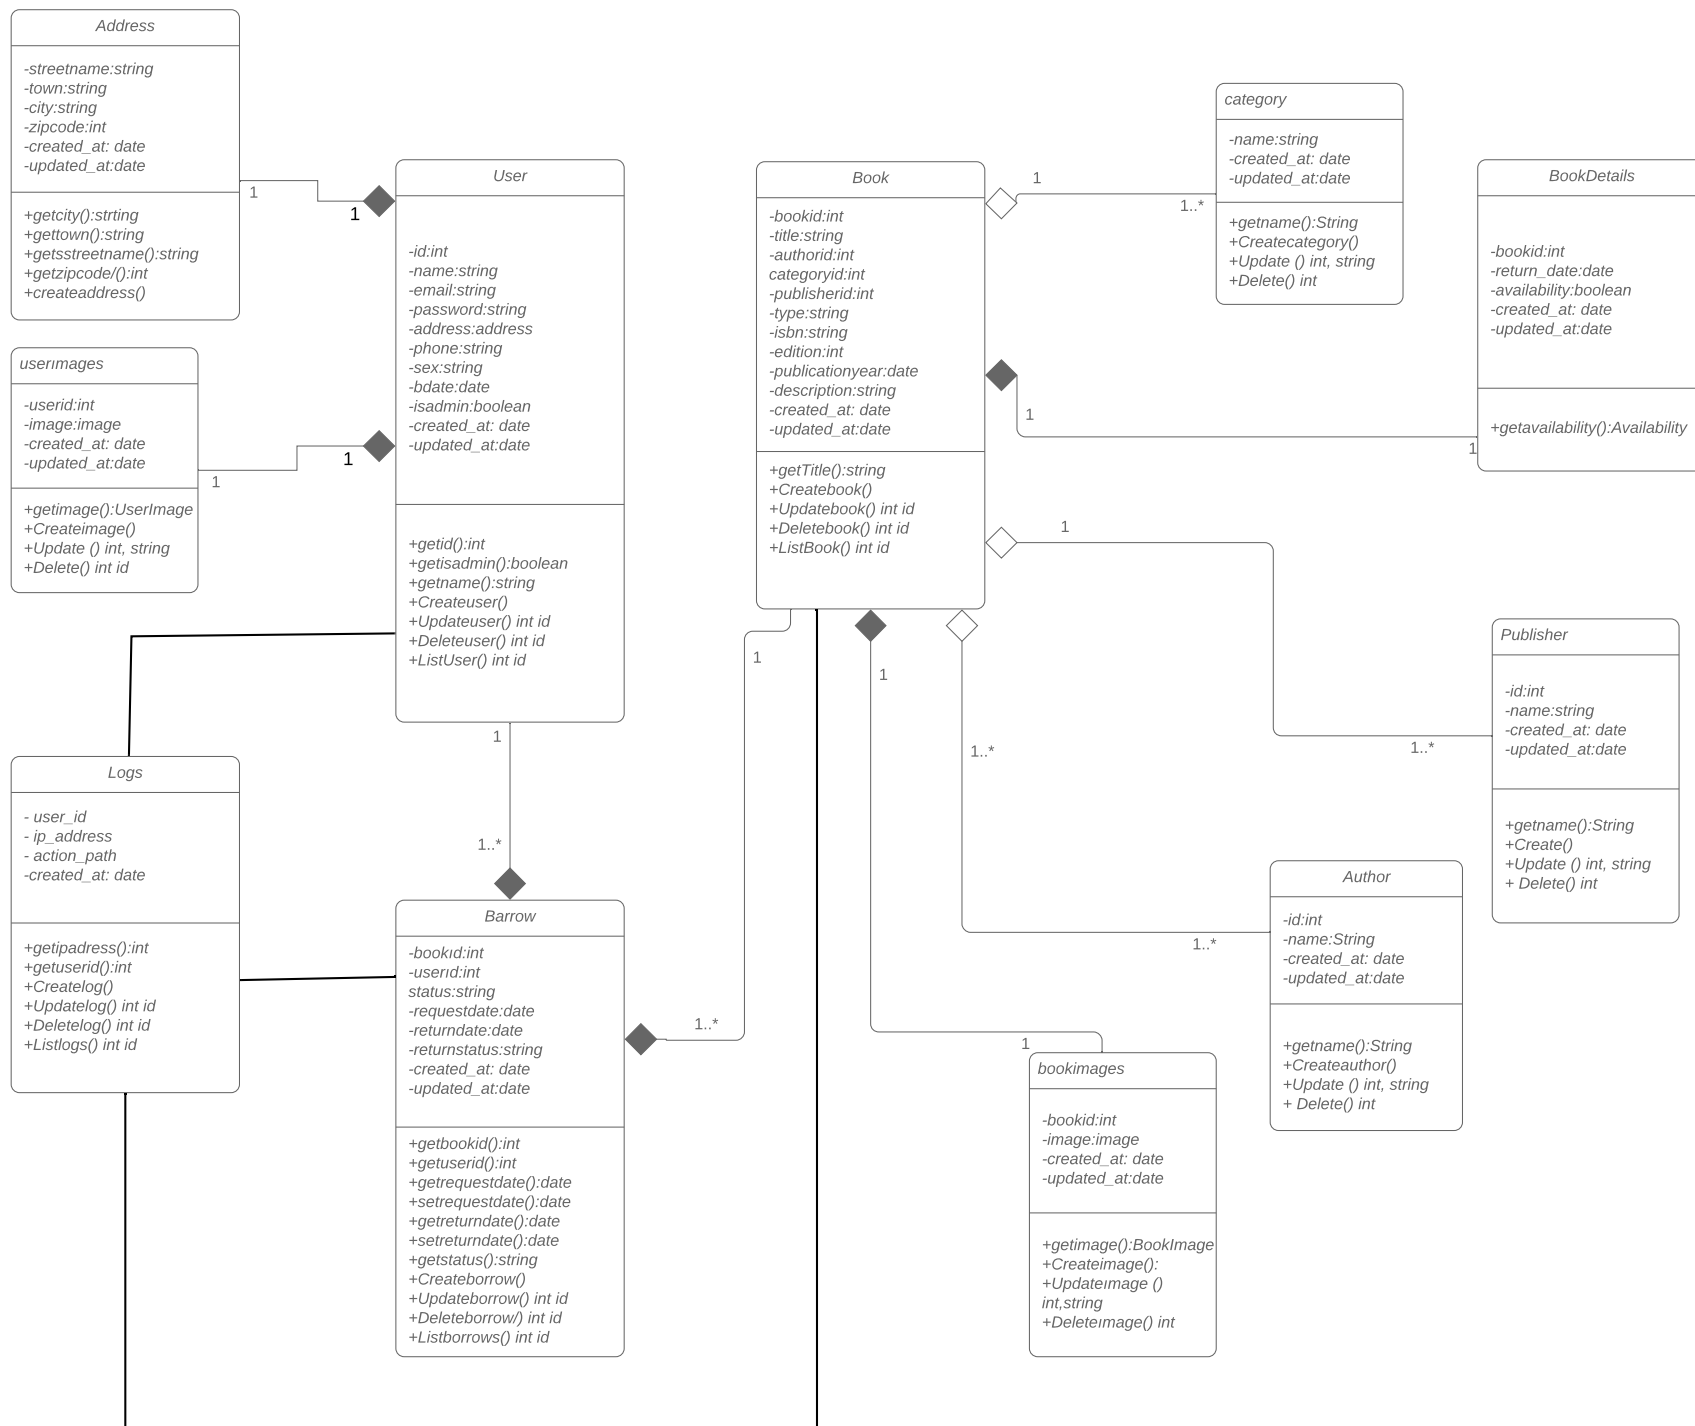 Address
-streetname:string
-town:string
-city:string
-zipcode:int
-created_at: date
-updated_at:date
+getcity():strting
+gettown():string
+getsstreetname():string
+getzipcode/():int
+createaddress()
1
1
userımages
-userid:int
-image:image
-created_at: date
-updated_at:date
+getimage():UserImage
+Createimage()
+Update () int, string
+Delete() int id
1
1
User
-id:int
-name:string
-email:string
-password:string
-address:address
-phone:string
-sex:string
-bdate:date
-isadmin:boolean
-created_at: date
-updated_at:date
+getid():int
+getisadmin():boolean
+getname():string
+Createuser()
+Updateuser() int id
+Deleteuser() int id
+ListUser() int id
1
1..*
Logs
- user_id
- ip_address
- action_path
-created_at: date
+getipadress():int
+getuserid():int
+Createlog()
+Updatelog() int id
+Deletelog() int id
+Listlogs() int id
Barrow
-bookıd:int
-userıd:int
status:string
-requestdate:date
-returndate:date
-returnstatus:string
-created_at: date
-updated_at:date
+getbookid():int
+getuserid():int
+getrequestdate():date
+setrequestdate():date
+getreturndate():date
+setreturndate():date
+getstatus():string
+Createborrow()
+Updateborrow() int id
+Deleteborrow/) int id
+Listborrows() int id
1..*
1
Book
-bookid:int
-title:string
-authorid:int
categoryid:int
-publisherid:int
-type:string
-isbn:string
-edition:int
-publicationyear:date
-description:string
-created_at: date
-updated_at:date
+getTitle():string
+Createbook()
+Updatebook() int id
+Deletebook() int id
+ListBook() int id
1
1..*
category
-name:string
-created_at: date
-updated_at:date
+getname():String
+Createcategory()
+Update () int, string
+Delete() int
1
1
BookDetails
-bookid:int
-return_date:date
-availability:boolean
-created_at: date
-updated_at:date
+getavailability():Availability
1
1..*
Publisher
-id:int
-name:string
-created_at: date
-updated_at:date
+getname():String
+Create()
+Update () int, string
+ Delete() int
1..*
1..*
Author
-id:int
-name:String
-created_at: date
-updated_at:date
+getname():String
+Createauthor()
+Update () int, string
+ Delete() int
1
1
bookimages
-bookid:int
-image:image
-created_at: date
-updated_at:date
+getimage():BookImage
+Createimage():
+Updateımage ()
int,string
+Deleteımage() int